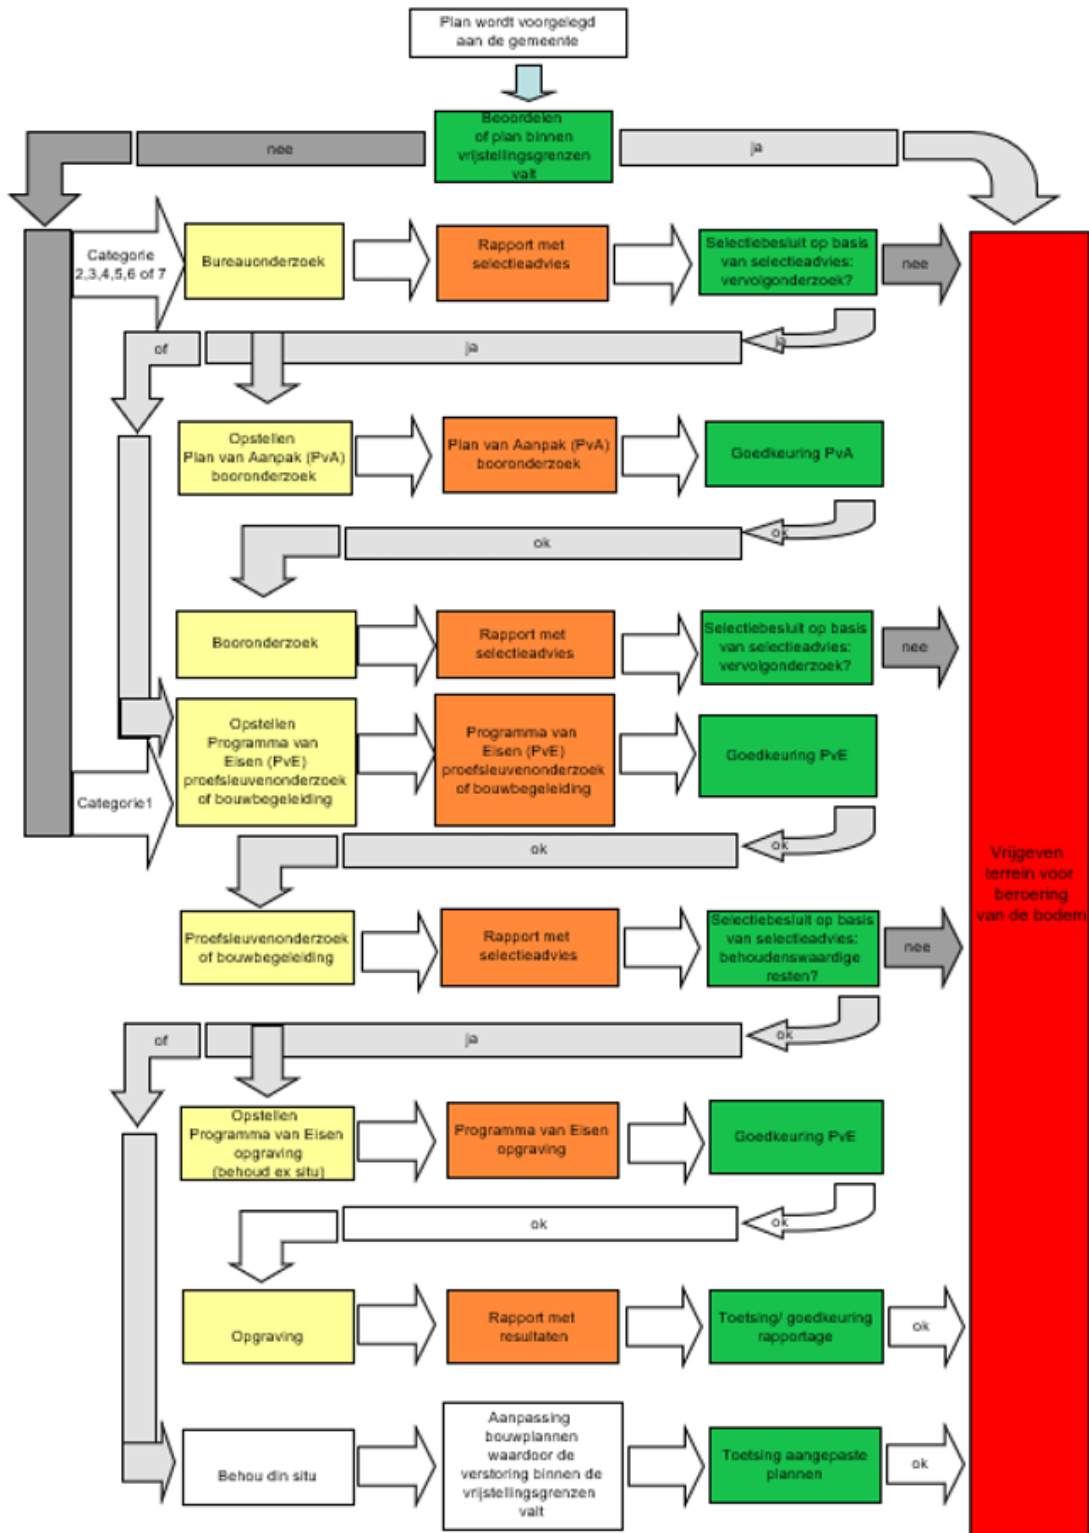 Plan wordt voorgelegd
aan de gemeente
Beoordelen
of plan binnen
vrijstellingsgrenzen
valt
nee
ja
Categorie
2,3,4,5,6 of 7
Bureauonderzoek
Rapport met
selectieadvies
Selectiebesluit op basis
van selectieadvies:
vervolgonderzoek?
nee
ja
ja
of
Opstellen
Plan van Aanpak (PvA)
booronderzoek
Plan van Aanpak (PvA)
booronderzoek
Goedkeuring PvA
ok
ok
Booronderzoek
Rapport met
selectieadvies
Selectiebesluit op basis
van selectieadvies:
vervolgonderzoek?
nee
Opstellen
Programma van
Eisen (PvE)
proefsleuvenonderzoek
of bouwbegeleiding
Programma van
Eisen (PvE)
proefsleuvenonderzoek
of bouwbegeleiding
Goedkeuring PvE
Categorie1
ok
ok
Vrijgeven
terrein voor
beroering
van de bodem
Proefsleuvenonderzoek
of bouwbegeleiding
Rapport met
selectieadvies
Selectiebesluit op basis
van selectieadvies:
behoudenswaardige
resten?
nee
ok
ja
of
Opstellen
Programma van Eisen
opgraving
(behoud ex situ)
Programma van Eisen
opgraving
Goedkeuring PvE
ok
ok
Opgraving
Rapport met
resultaten
Toetsing/ goedkeuring
rapportage
ok
Behou din situ
Aanpassing
bouwplannen
waardoor de
verstoring binnen de
vrijstellingsgrenzen
valt
Toetsing aangepaste
plannen
ok